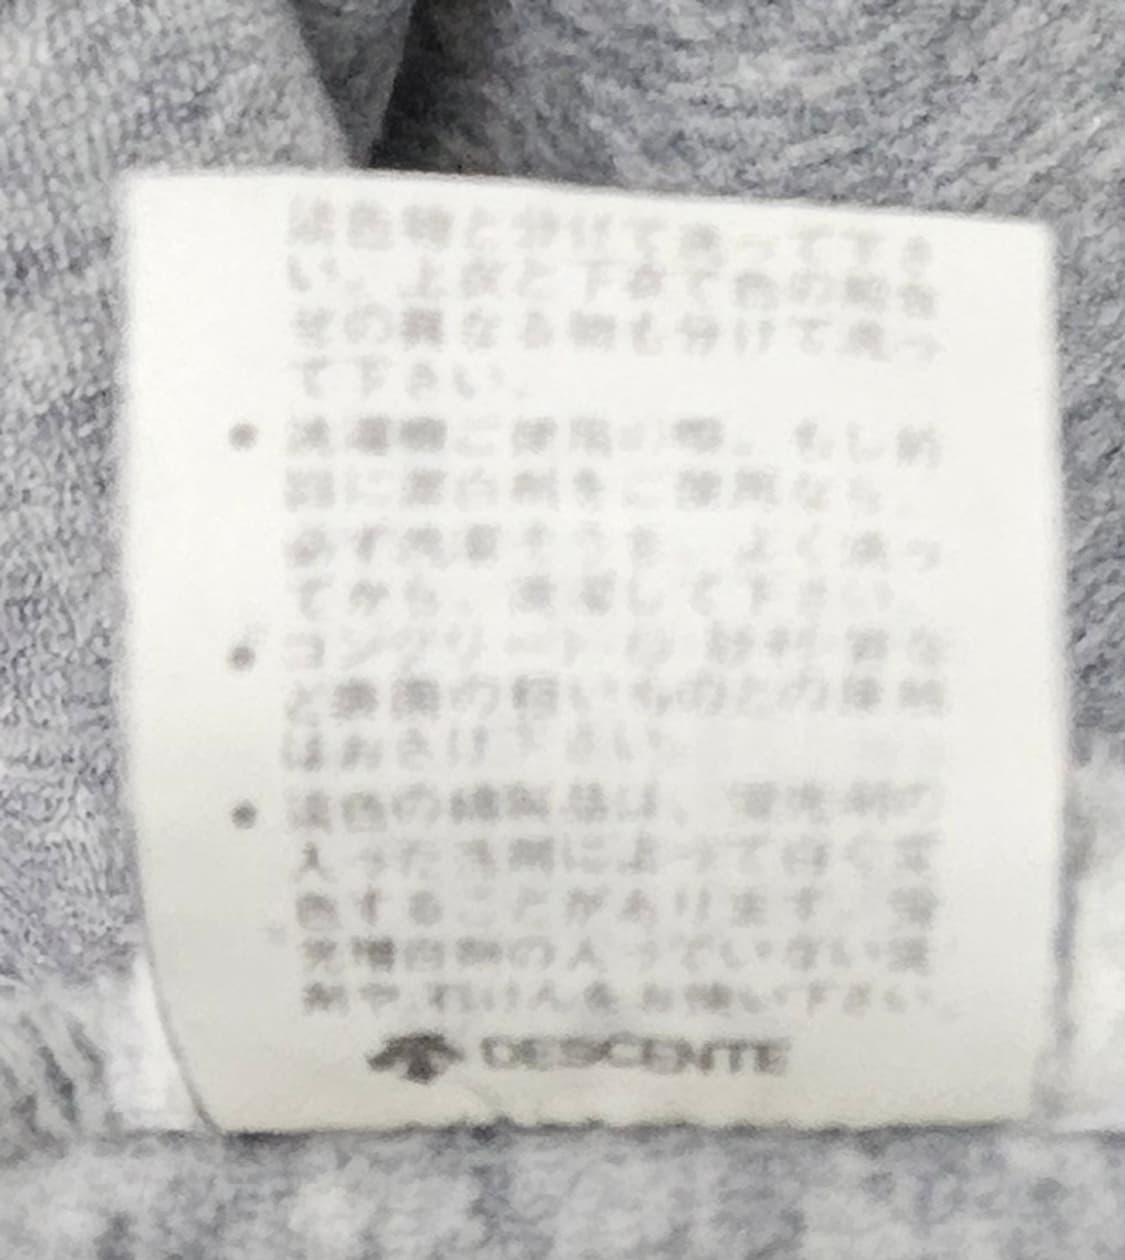 淡色物と分けて洗って下さ
い。上衣と下衣で色の組合
せの異なる物も分けて洗っ
て下さい。
● 洗濯機ご使用の際、もし前
回に漂白剤をご使用なら、
必ず洗濯そうを、よく洗っ
てから、洗濯して下さい。
● コンクリートや、砂利、岩な
ど表面の粗いものとの接触
はおさけ下さい。
● 淡色の綿製品は、蛍光剤の
入った洗剤によって白く変
色することがあります。蛍
光増白剤の入っていない洗
剤や、石けんをお使い下さい。
DESCENTE